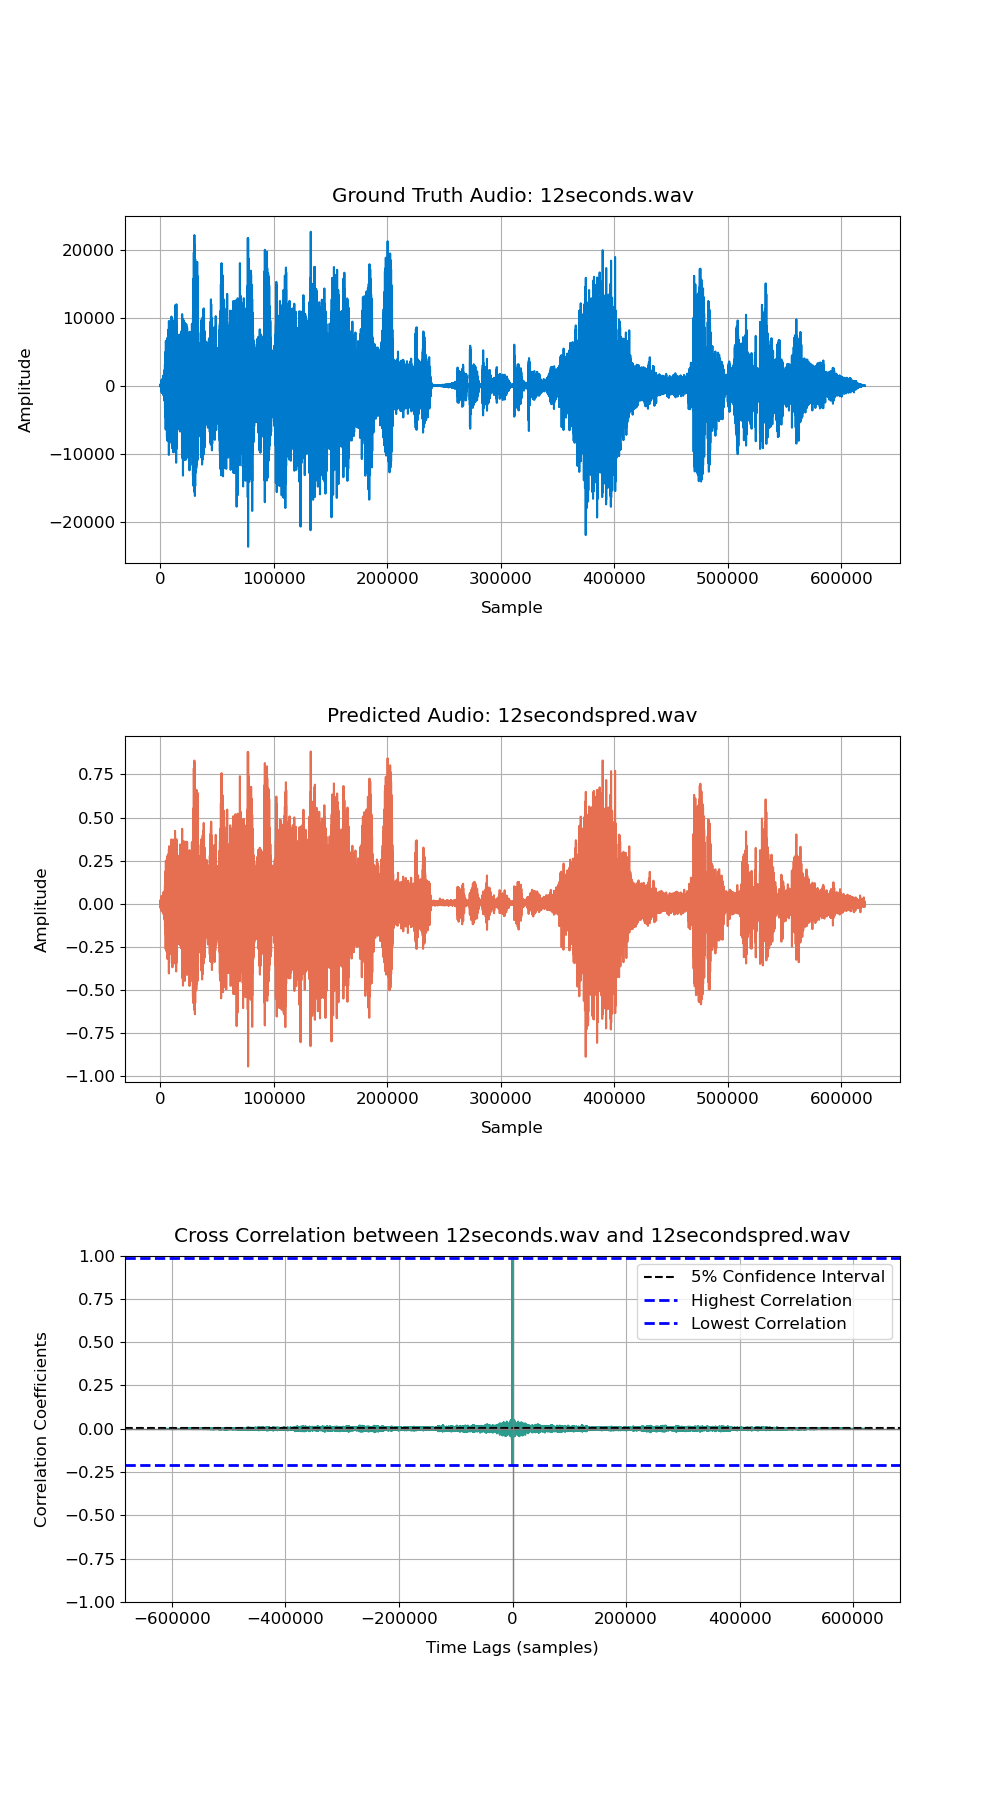 Ground Truth Audio: 12seconds.wav
Amplitude
20000
10000
0
−10000
−20000
0 100000 200000 300000 400000 500000 600000
Sample
Predicted Audio: 12secondspred.wav
Amplitude
0.75
0.50
0.25
0.00
−0.25
−0.50
−0.75
−1.00
0 100000 200000 300000 400000 500000 600000
Sample
Cross Correlation between 12seconds.wav and 12secondspred.wav
Correlation Coefficients
1.00
0.75
0.50
0.25
0.00
−0.25
−0.50
−0.75
−1.00
5% Confidence Interval
Highest Correlation
Lowest Correlation
−600000 −400000 −200000 0 200000 400000 600000
Time Lags (samples)